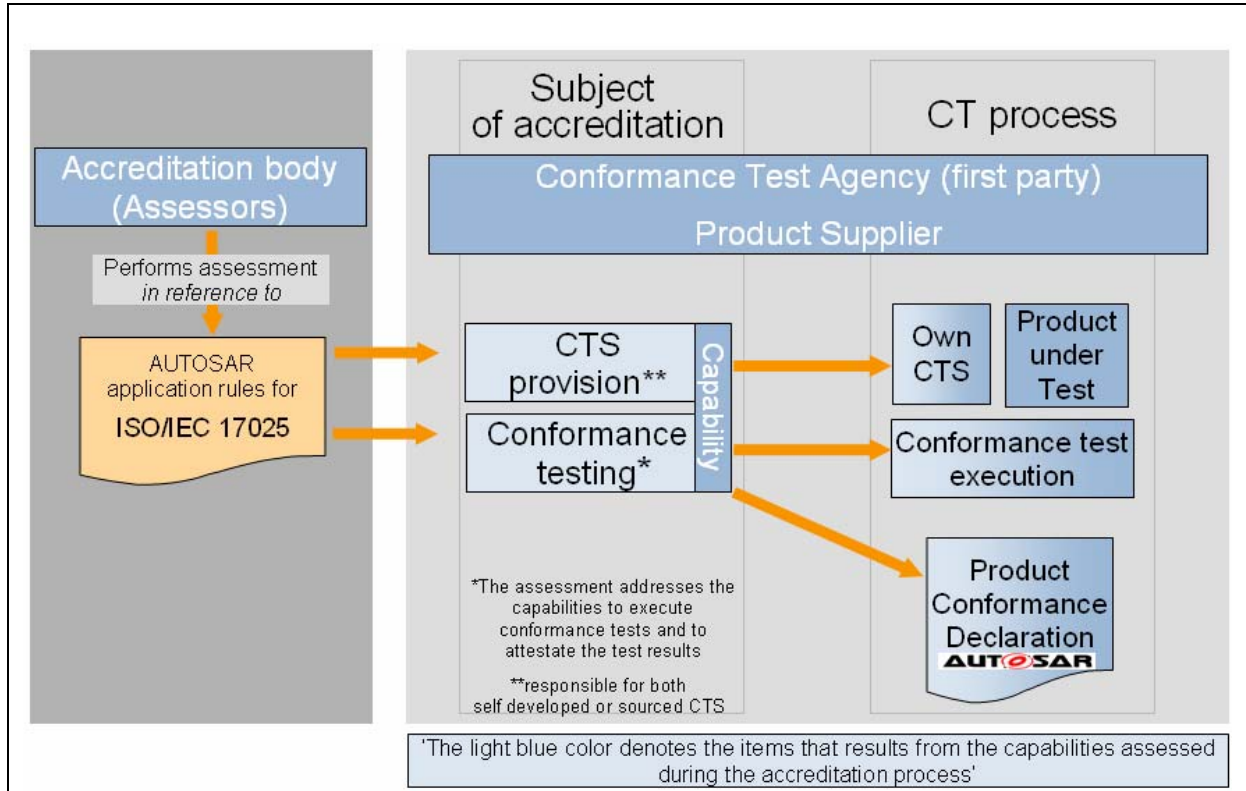 Subject
of accreditation
CT process
Accreditation body
(Assessors)
Conformance Test Agency (first party)
Product Supplier
Performs assessment
in reference to
AUTOSAR
application rules for
ISO/IEC 17025
CTS
provision**
Conformance
testing*
Capability
Own
CTS
Product
under
Test
Conformance test
execution
Product
Conformance
Declaration
AUTOSAR
*The assessment addresses the
capabilities to execute
conformance tests and to
attestate the test results
**responsible for both
self developed or sourced CTS
'The light blue color denotes the items that results from the capabilities assessed
during the accreditation process'